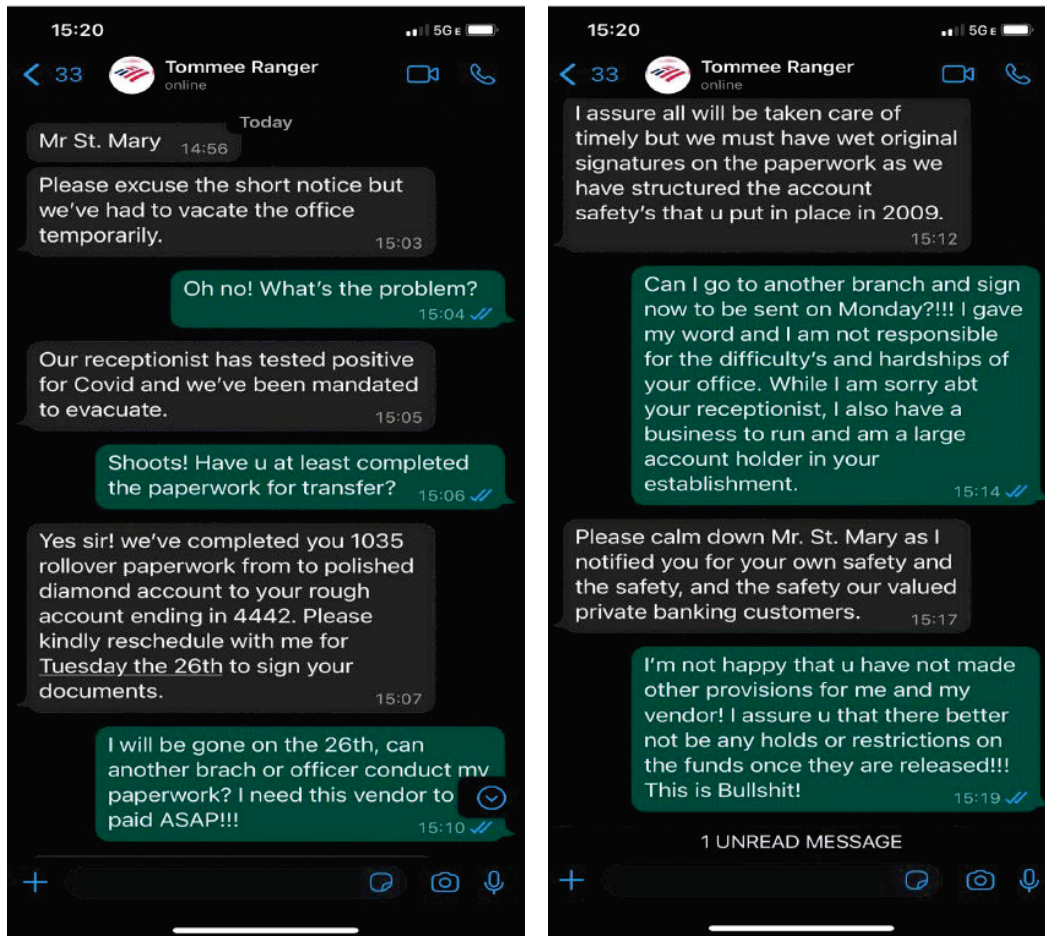 15:20
5G E
33
Tommee Ranger
online
Today
Mr St. Mary
14:56
Please excuse the short notice but
we've had to vacate the office
temporarily.
15:03
Oh no! What's the problem?
15:04
Our receptionist has tested positive
for Covid and we've been mandated
to evacuate.
15:05
Shoots! Have u at least completed
the paperwork for transfer?
15:06
Yes sir! we've completed you 1035
rollover paperwork from to polished
diamond account to your rough
account ending in 4442. Please
kindly reschedule with me for
Tuesday the 26th to sign your
documents.
15:07
I will be gone on the 26th, can
another brach or officer conduct my
paperwork? I need this vendor to
paid ASAP!!!
15:10
15:20
5G E
33
Tommee Ranger
online
I assure all will be taken care of
timely but we must have wet original
signatures on the paperwork as we
have structured the account
safety's that u put in place in 2009.
15:12
Can I go to another branch and sign
now to be sent on Monday?!!! I gave
my word and I am not responsible
for the difficulty's and hardships of
your office. While I am sorry abt
your receptionist, I also have a
business to run and am a large
account holder in your
establishment.
15:14
Please calm down Mr. St. Mary as I
notified you for your own safety and
the safety, and the safety our valued
private banking customers.
15:17
I'm not happy that u have not made
other provisions for me and my
vendor! I assure u that there better
not be any holds or restrictions on
the funds once they are released!!!
This is Bullshit!
15:19
1 UNREAD MESSAGE